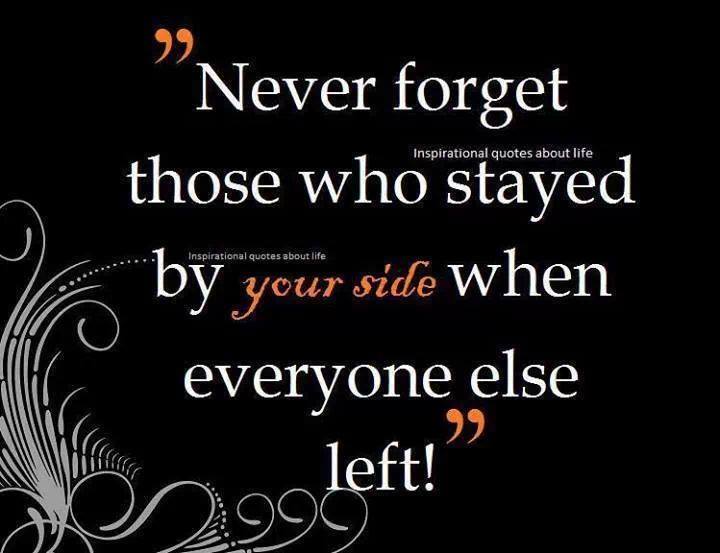 ”Never forget
Inspirational quotes about life
those who stayed
Inspirational quotes about life
by your side when
everyone else
left!”